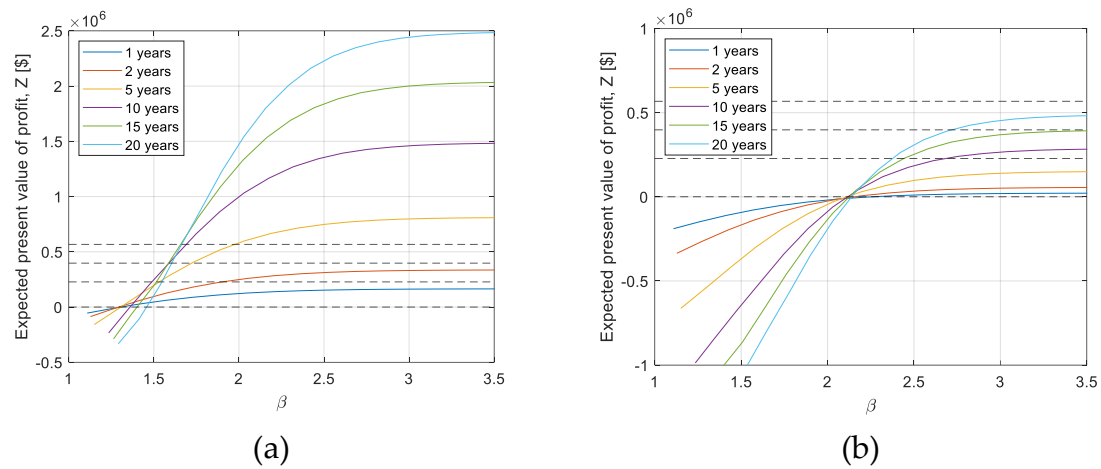 ×10^6
2.5
2
1.5
1
0.5
0
-0.5
Expected present value of profit, Z [$]
1 years
2 years
5 years
10 years
15 years
20 years
1
1.5
2
2.5
3
3.5
β
(a)
×10^6
1
0.5
0
-0.5
-1
Expected present value of profit, Z [$]
1 years
2 years
5 years
10 years
15 years
20 years
1
1.5
2
2.5
3
3.5
β
(b)